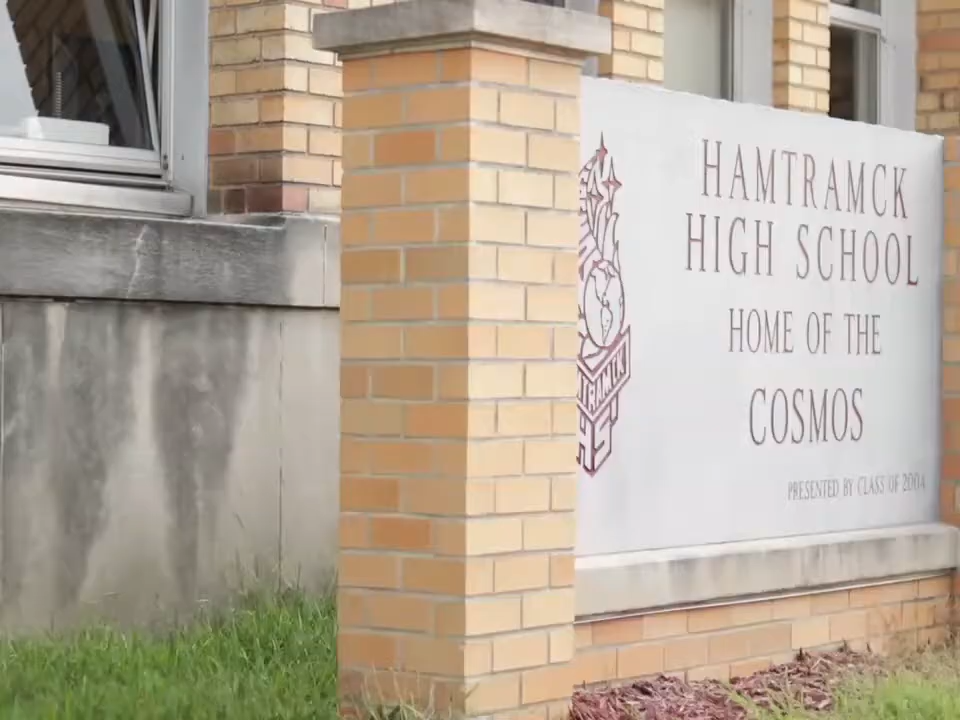 HAMTRAMCK
HIGH SCHOOL
HOME OF THE
COSMOS
PRESENTED BY CLASS OF 2004